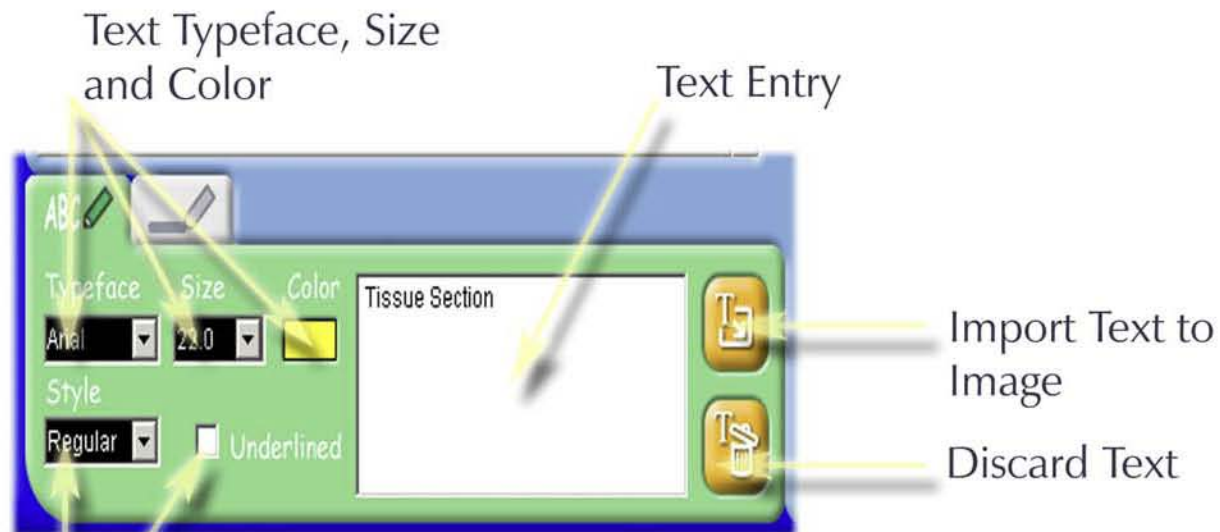 Text Typeface, Size
and Color
Text Entry
ABC
Typeface Size Color
Tissue Section
Arial 22.0
Style
Regular Underlined
T
Import Text to
Image
T
Discard Text